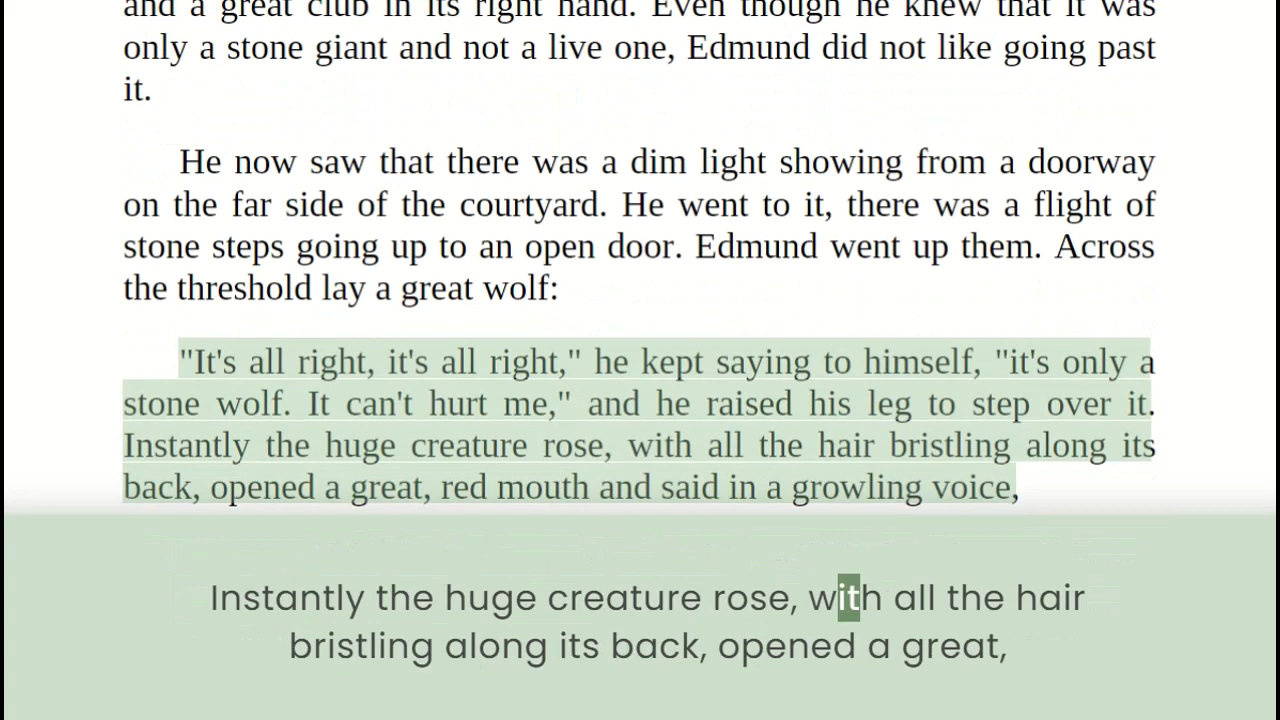 and a great club in its right hand. Even though he knew that it was
only a stone giant and not a live one, Edmund did not like going past
it.
He now saw that there was a dim light showing from a doorway
on the far side of the courtyard. He went to it, there was a flight of
stone steps going up to an open door. Edmund went up them. Across
the threshold lay a great wolf:
"It's all right, it's all right," he kept saying to himself, "it's only a
stone wolf. It can't hurt me," and he raised his leg to step over it.
Instantly the huge creature rose, with all the hair bristling along its
back, opened a great, red mouth and said in a growling voice,
Instantly the huge creature rose, with all the hair
bristling along its back, opened a great,